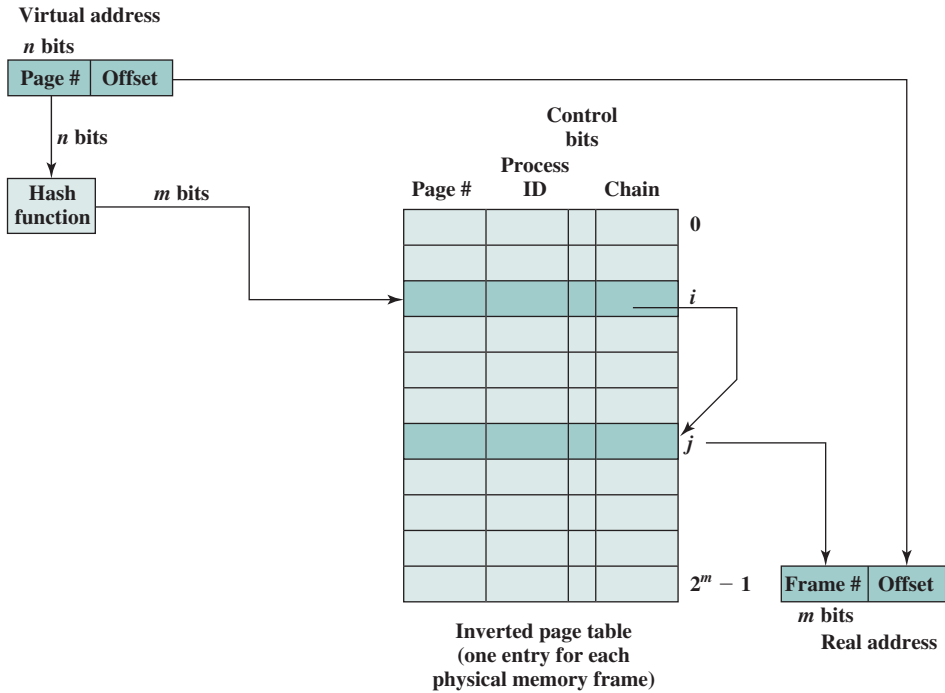 Virtual address
n bits
Page # Offset
n bits
Hash
function
m bits
Control
bits
Process
Page # ID Chain
0
i
j
2^m − 1
Frame # Offset
m bits
Real address
Inverted page table
(one entry for each
physical memory frame)